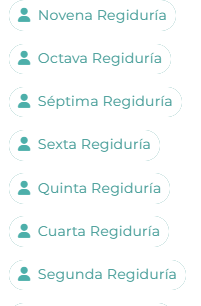 Novena Regiduría
Octava Regiduría
Séptima Regiduría
Sexta Regiduría
Quinta Regiduría
Cuarta Regiduría
Segunda Regiduría